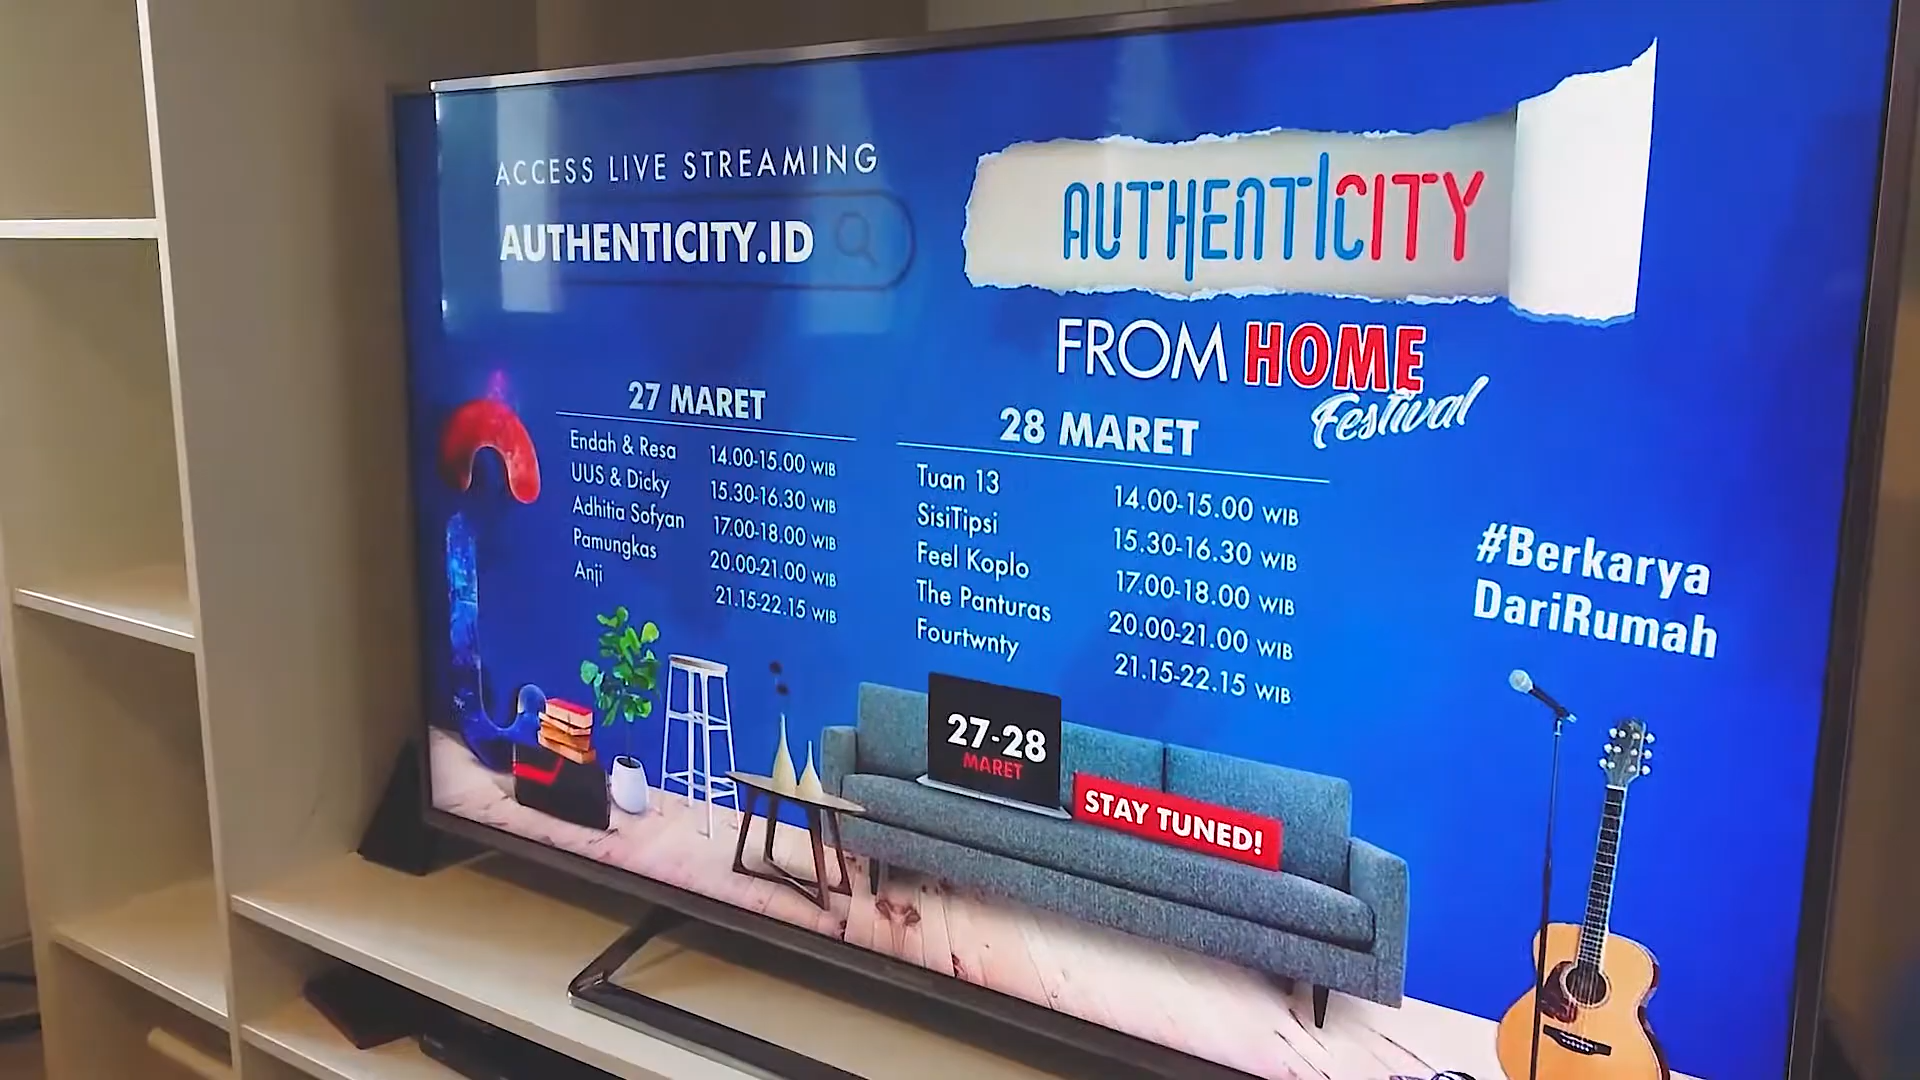 ACCESS LIVE STREAMING
AUTHENTICITY.ID
AUTHENTICITY
FROM HOME
Festival
27 MARET
Endah & Resa 14.00-15.00 WIB
UUS & Dicky 15.30-16.30 WIB
Adhitia Sofyan 17.00-18.00 WIB
Pamungkas 20.00-21.00 WIB
Anji 21.15-22.15 WIB
28 MARET
Tuan 13 14.00-15.00 WIB
SisiTipsi 15.30-16.30 WIB
Feel Koplo 17.00-18.00 WIB
The Panturas 20.00-21.00 WIB
Fourtwnty 21.15-22.15 WIB
#Berkarya
DariRumah
27-28
MARET
STAY TUNED!